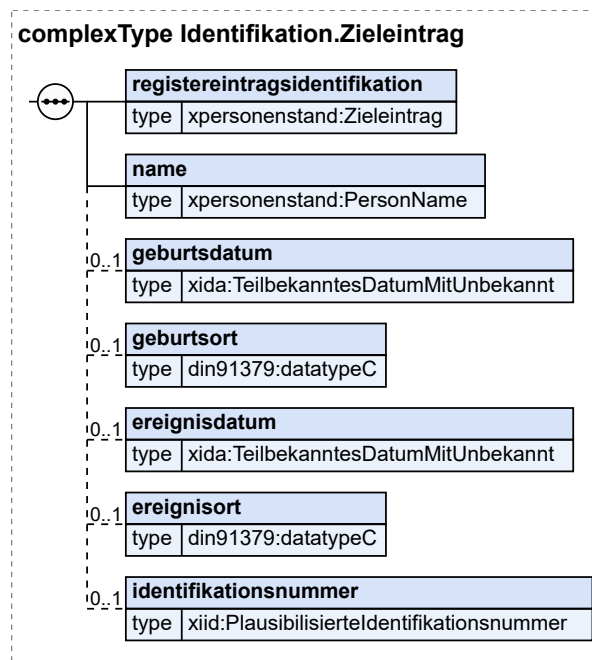 complexType Identifikation.Zieleintrag
registereintragsidentifikation
type xpersonenstand:Zieleintrag
name
type xpersonenstand:PersonName
0..1 geburtsdatum
type xida:TeilbekanntesDatumMitUnbekannt
0..1 geburtsort
type din91379:datatypeC
0..1 ereignisdatum
type xida:TeilbekanntesDatumMitUnbekannt
0..1 ereignisort
type din91379:datatypeC
0..1 identifikationsnummer
type xiid:PlausibilisierteIdentifikationsnummer